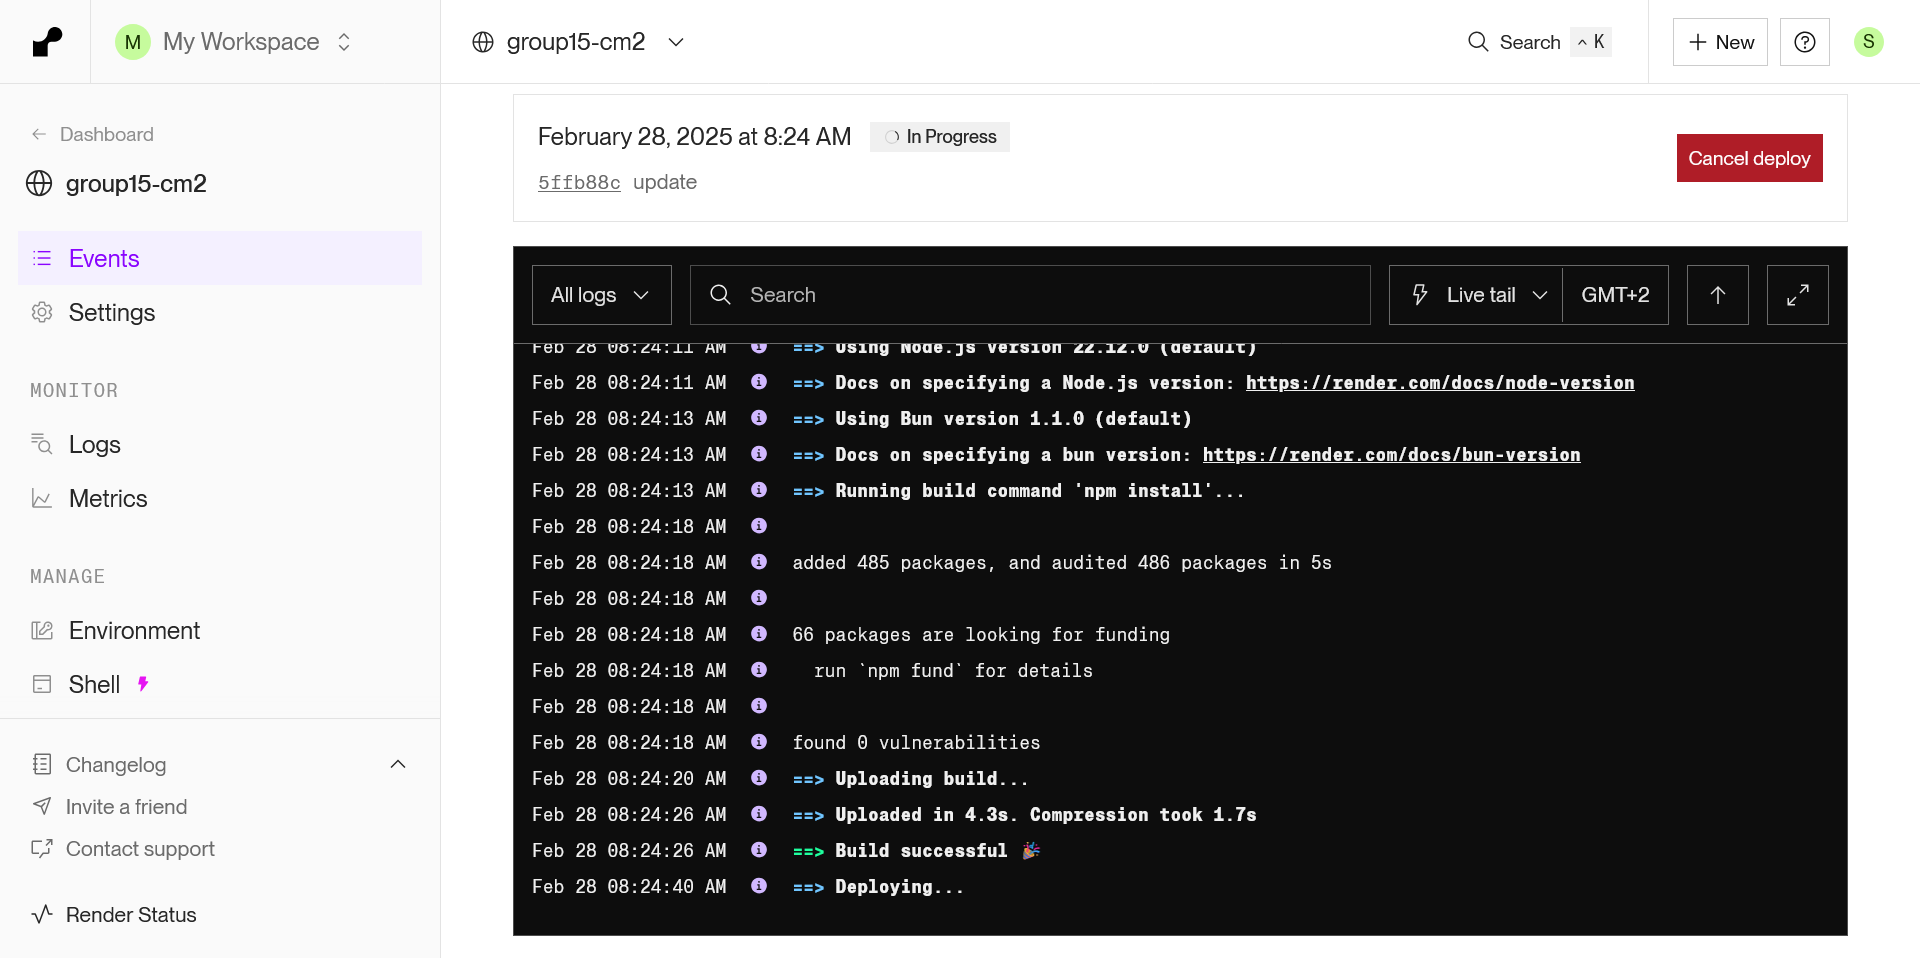 M My Workspace
group15-cm2
Search ^ K
+ New
S
← Dashboard
group15-cm2
Events
Settings
MONITOR
Logs
Metrics
MANAGE
Environment
Shell
Changelog
Invite a friend
Contact support
Render Status
February 28, 2025 at 8:24 AM In Progress
5ffb88c update
Cancel deploy
All logs
Search
Live tail
GMT+2
Feb 28 08:24:11 AM ==> Using Node.js version 22.12.0 (default)
Feb 28 08:24:11 AM ==> Docs on specifying a Node.js version: https://render.com/docs/node-version
Feb 28 08:24:13 AM ==> Using Bun version 1.1.0 (default)
Feb 28 08:24:13 AM ==> Docs on specifying a bun version: https://render.com/docs/bun-version
Feb 28 08:24:13 AM ==> Running build command 'npm install'...
Feb 28 08:24:18 AM
Feb 28 08:24:18 AM added 485 packages, and audited 486 packages in 5s
Feb 28 08:24:18 AM
Feb 28 08:24:18 AM 66 packages are looking for funding
Feb 28 08:24:18 AM run `npm fund` for details
Feb 28 08:24:18 AM
Feb 28 08:24:18 AM found 0 vulnerabilities
Feb 28 08:24:20 AM ==> Uploading build...
Feb 28 08:24:26 AM ==> Uploaded in 4.3s. Compression took 1.7s
Feb 28 08:24:26 AM ==> Build successful 🎉
Feb 28 08:24:40 AM ==> Deploying...